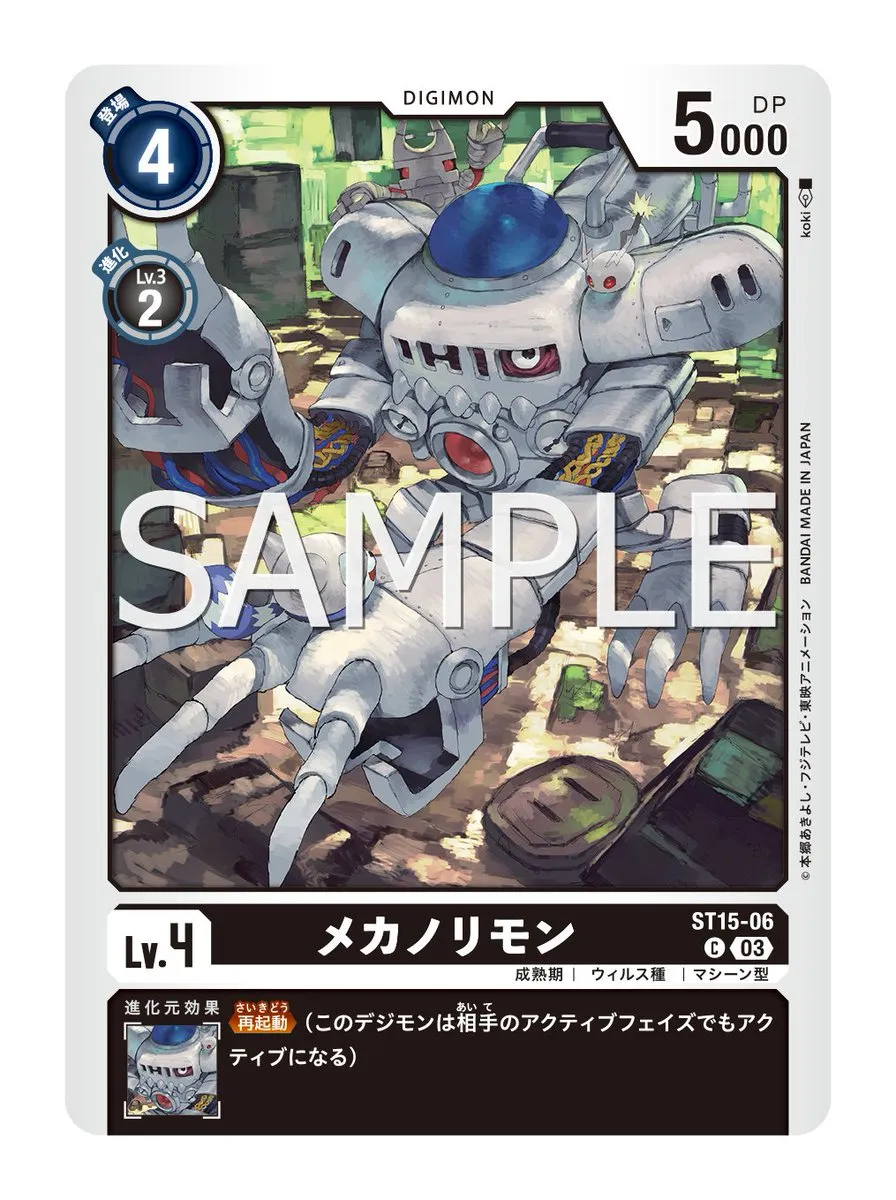 DIGIMON
登場
4
5000
DP
進化
Lv.3
2
koki
SAMPLE
©本郷あきよし・フジテレビ・東映アニメーション BANDAI MADE IN JAPAN
Lv.4
メカノリモン
ST15-06
C 03
成熟期 | ウィルス種 | マシーン型
進化元効果
さいきどう
あいて
再起動 (このデジモンは相手のアクティブフェイズでもアク
ティブになる)